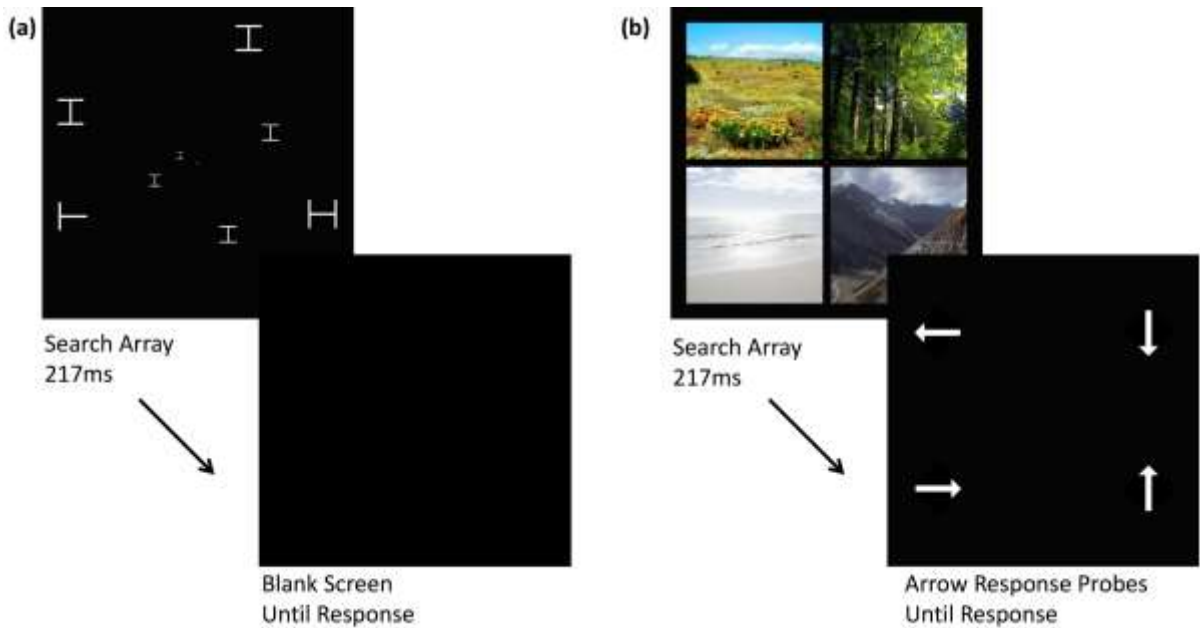 (a)
Search Array
217ms
Blank Screen
Until Response
(b)
Search Array
217ms
Arrow Response Probes
Until Response